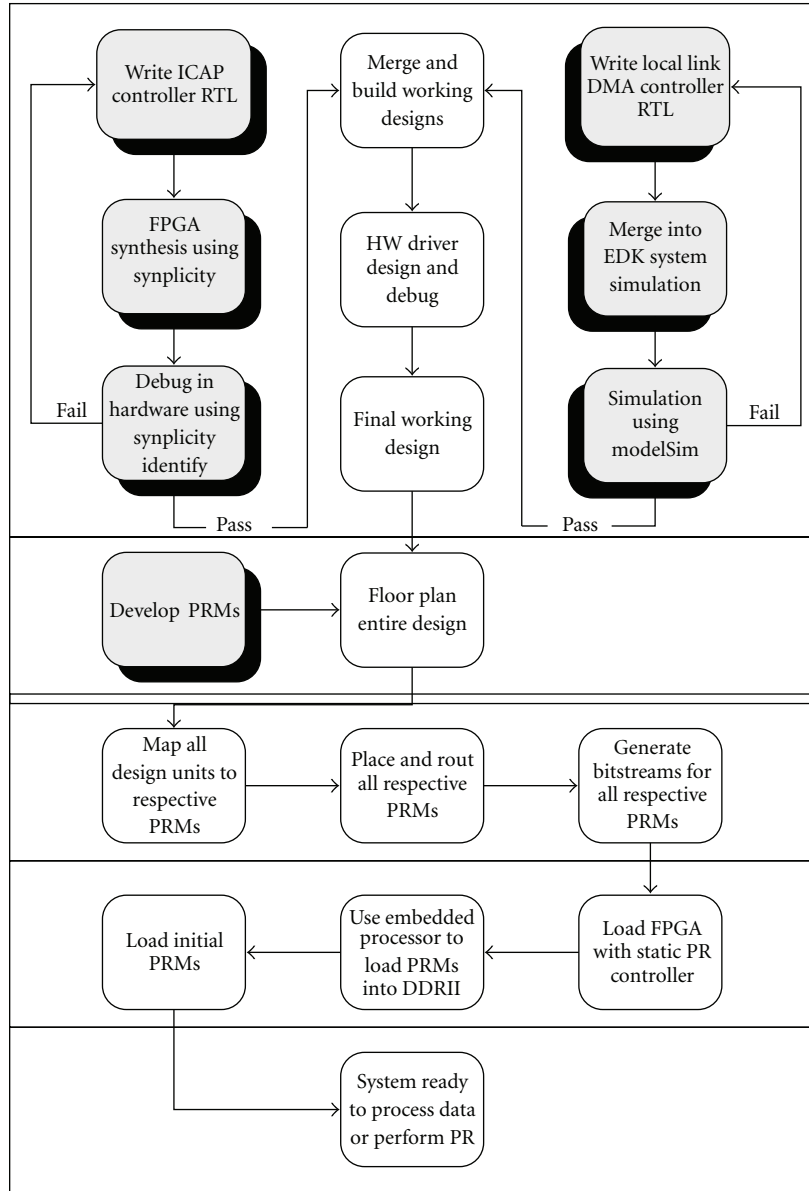 Write ICAP
controller RTL
FPGA
synthesis using
synplicity
Debug in
hardware using
synplicity
identify
Fail
Pass
Merge and
build working
designs
HW driver
design and
debug
Final working
design
Write local link
DMA controller
RTL
Merge into
EDK system
simulation
Simulation
using
modelSim
Fail
Pass
Develop PRMs
Floor plan
entire design
Map all
design units to
respective
PRMs
Place and rout
all respective
PRMs
Generate
bitstreams for
all respective
PRMs
Load initial
PRMs
Use embedded
processor to
load PRMs
into DDRII
Load FPGA
with static PR
controller
System ready
to process data
or perform PR